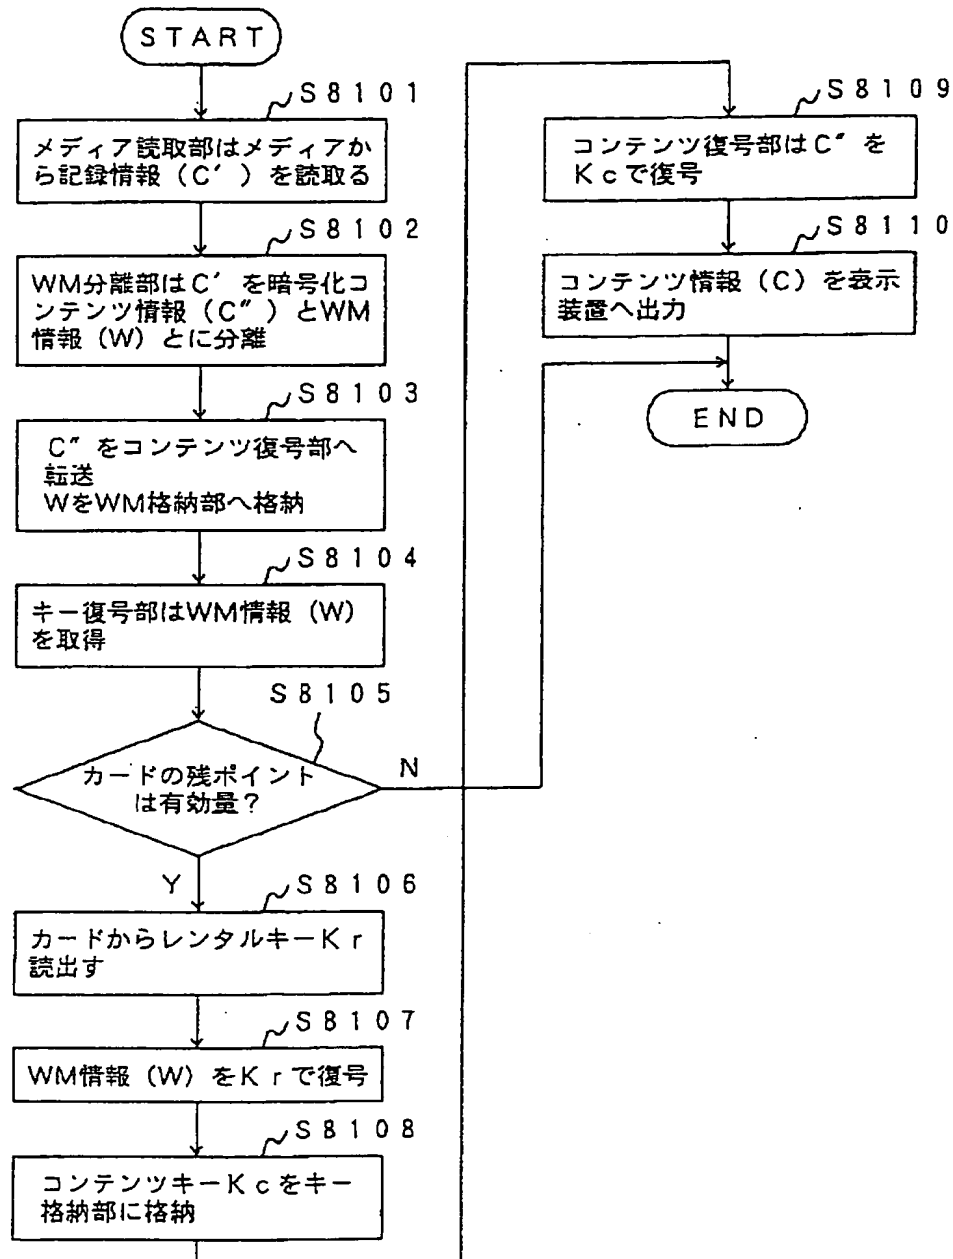 START
S8101
メディア読取部はメディアか
ら記録情報（C′）を読取る
S8102
WM分離部はC′を暗号化コ
ンテンツ情報（C″）とWM
情報（W）とに分離
S8103
C″をコンテンツ復号部へ
転送
WをWM格納部へ格納
S8104
キー復号部はWM情報（W）
を取得
S8105
カードの残ポイント
は有効量？
N
Y
S8106
カードからレンタルキーKr
読出す
S8107
WM情報（W）をKrで復号
S8108
コンテンツキーKcをキー
格納部に格納
S8109
コンテンツ復号部はC″を
Kcで復号
S8110
コンテンツ情報（C）を表示
装置へ出力
END